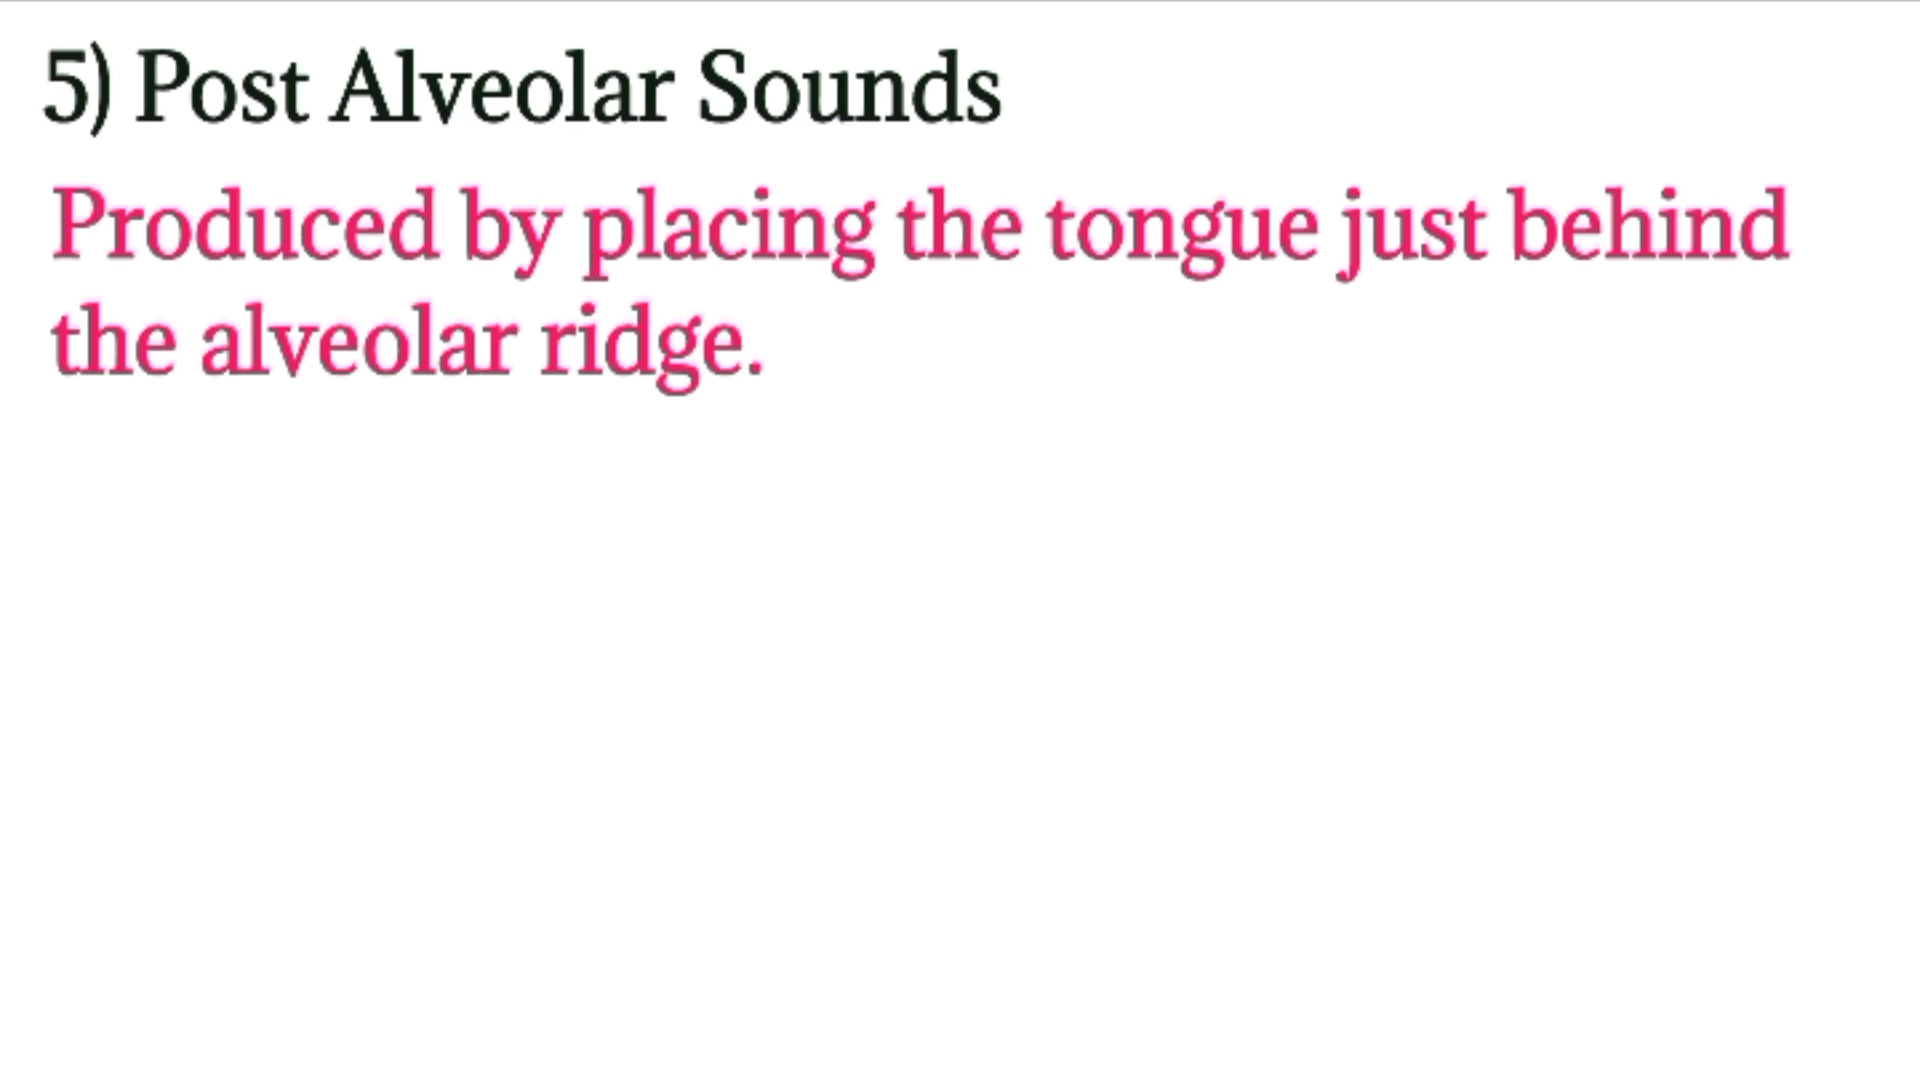 5) Post Alveolar Sounds
Produced by placing the tongue just behind
the alveolar ridge.